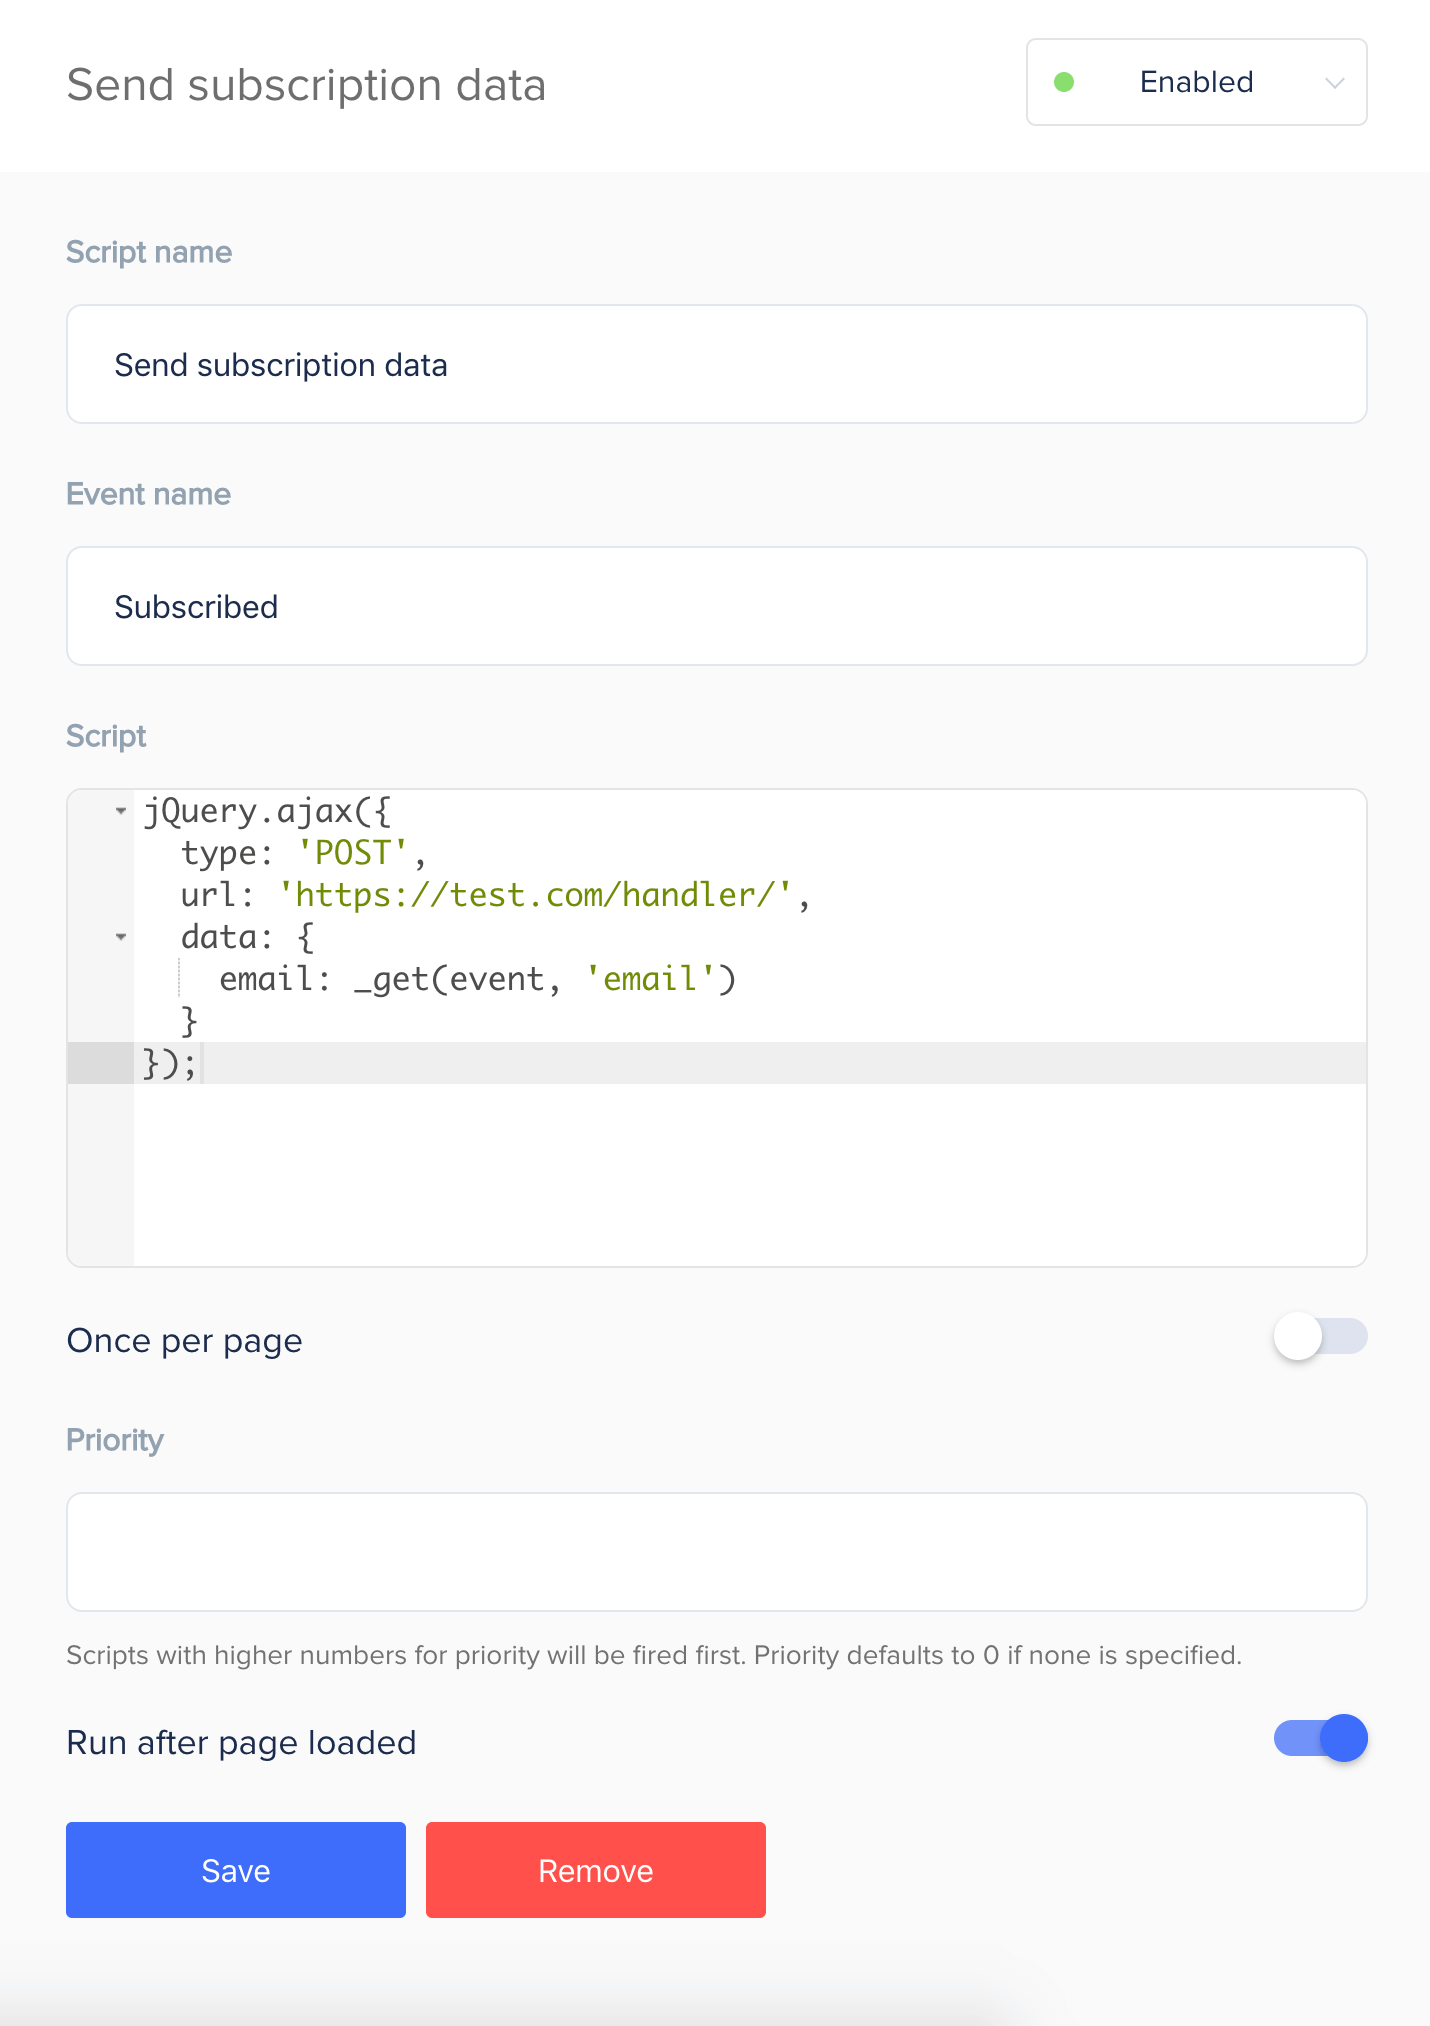 Send subscription data
Enabled
Script name
Send subscription data
Event name
Subscribed
Script
jQuery.ajax({
  type: 'POST',
  url: 'https://test.com/handler/',
  data: {
    email: _get(event, 'email')
  }
});
Once per page
Priority
Scripts with higher numbers for priority will be fired first. Priority defaults to 0 if none is specified.
Run after page loaded
Save
Remove